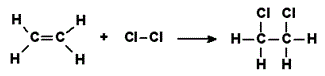 H H Cl Cl
C=C + Cl–Cl → H–C–C–H
H H H H